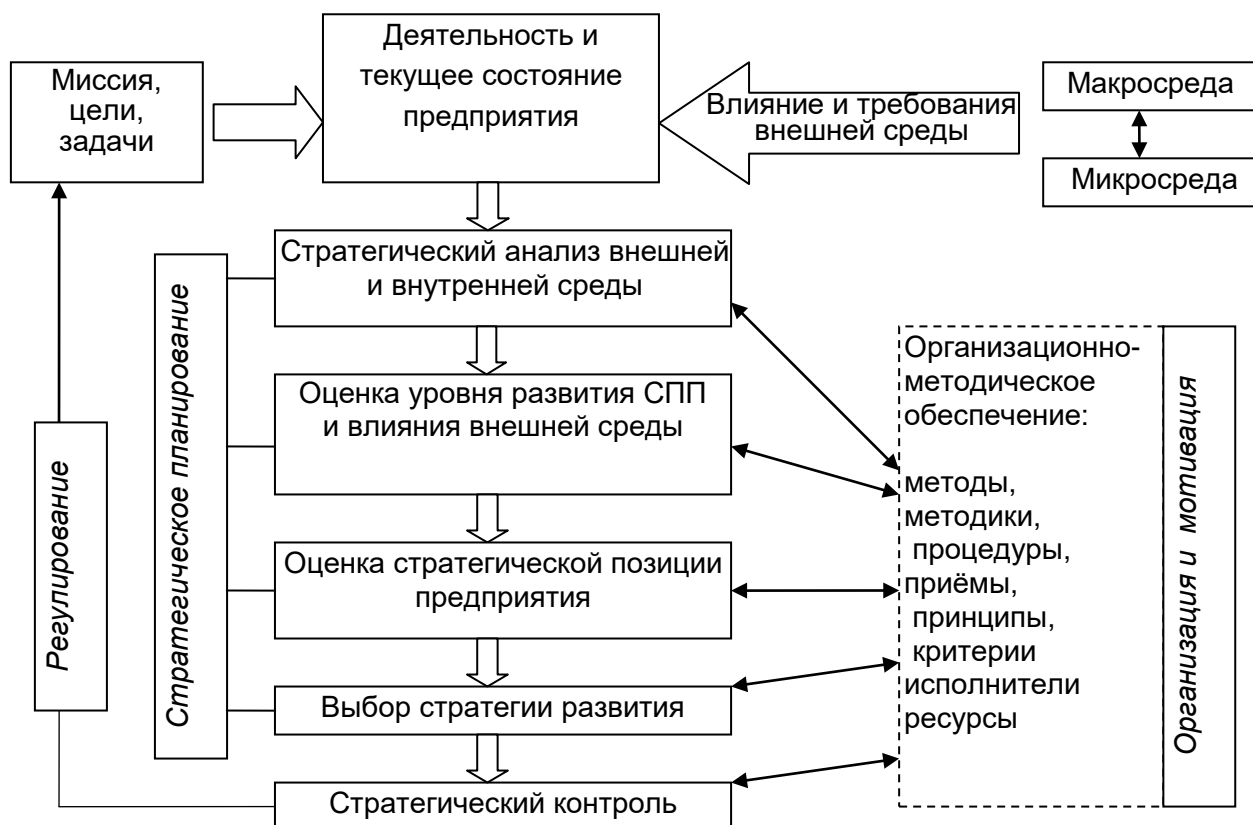 Деятельность и
текущее состояние
предприятия
Миссия,
цели,
задачи
Влияние и требования
внешней среды
Макросреда
Микросреда
Стратегический анализ внешней
и внутренней среды
Оценка уровня развития СПП
и влияния внешней среды
Оценка стратегической позиции
предприятия
Выбор стратегии развития
Стратегический контроль
Регулирование
Стратегическое планирование
Организационно-
методическое
обеспечение:
методы,
методики,
процедуры,
приёмы,
принципы,
критерии
исполнители
ресурсы
Организация и мотивация